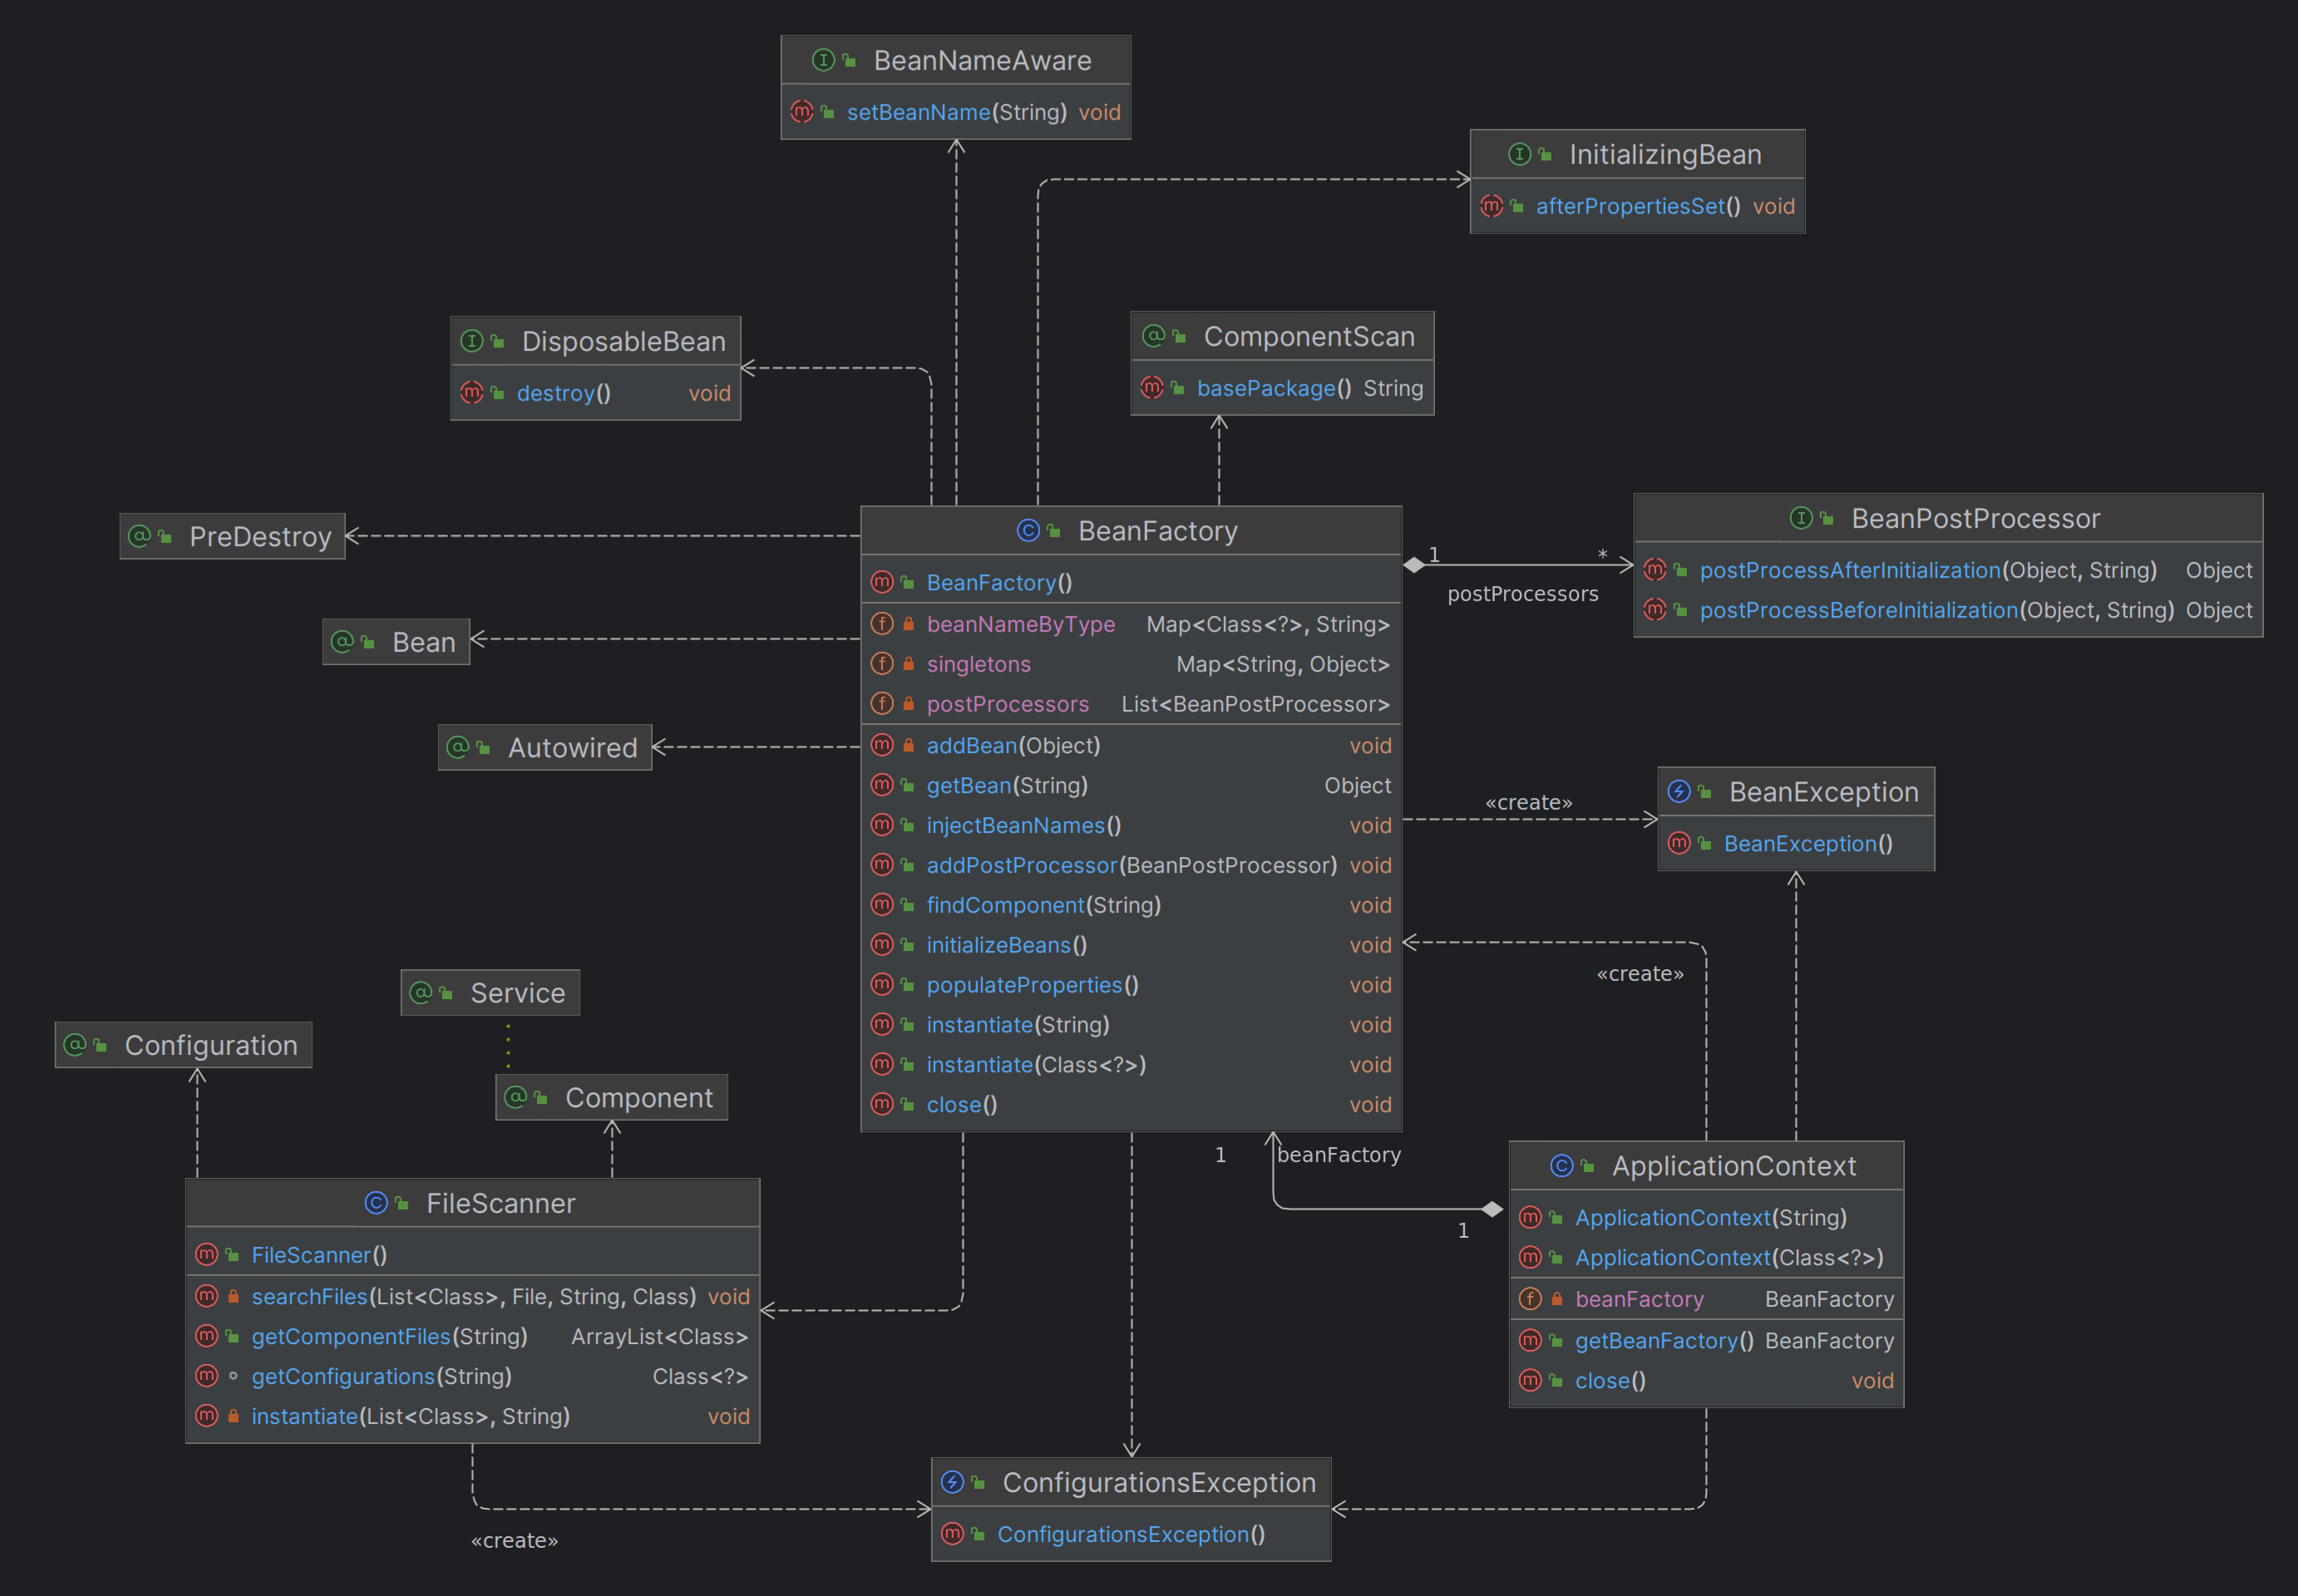 BeanNameAware
setBeanName(String) void
InitializingBean
afterPropertiesSet() void
DisposableBean
destroy() void
ComponentScan
basePackage() String
PreDestroy
Bean
Autowired
BeanFactory
BeanFactory()
beanNameByType Map<Class<?>, String>
singletons Map<String, Object>
postProcessors List<BeanPostProcessor>
addBean(Object) void
getBean(String) Object
injectBeanNames() void
addPostProcessor(BeanPostProcessor) void
findComponent(String) void
initializeBeans() void
populateProperties() void
instantiate(String) void
instantiate(Class<?>) void
close() void
1 *
postProcessors
BeanPostProcessor
postProcessAfterInitialization(Object, String) Object
postProcessBeforeInitialization(Object, String) Object
«create»
BeanException
BeanException()
«create»
Service
Configuration
Component
1 beanFactory
1
ApplicationContext
ApplicationContext(String)
ApplicationContext(Class<?>)
beanFactory BeanFactory
getBeanFactory() BeanFactory
close() void
FileScanner
FileScanner()
searchFiles(List<Class>, File, String, Class) void
getComponentFiles(String) ArrayList<Class>
getConfigurations(String) Class<?>
instantiate(List<Class>, String) void
«create»
ConfigurationsException
ConfigurationsException()